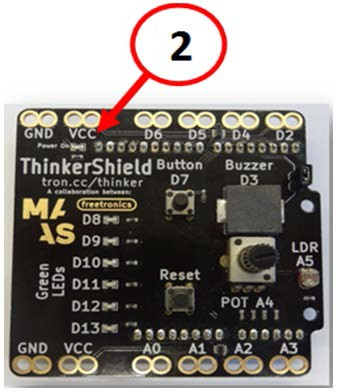 2
GND VCC D6 D5 D4 D2
Power On
ThinkerShield
tron.cc/thinker
A collaboration between:
MAAS
freetronics
Button
D7
Buzzer
D3
D8
D9
D10
D11
D12
D13
Green
LEDs
Reset
LDR
A5
POT A4
GND VCC A0 A1 A2 A3